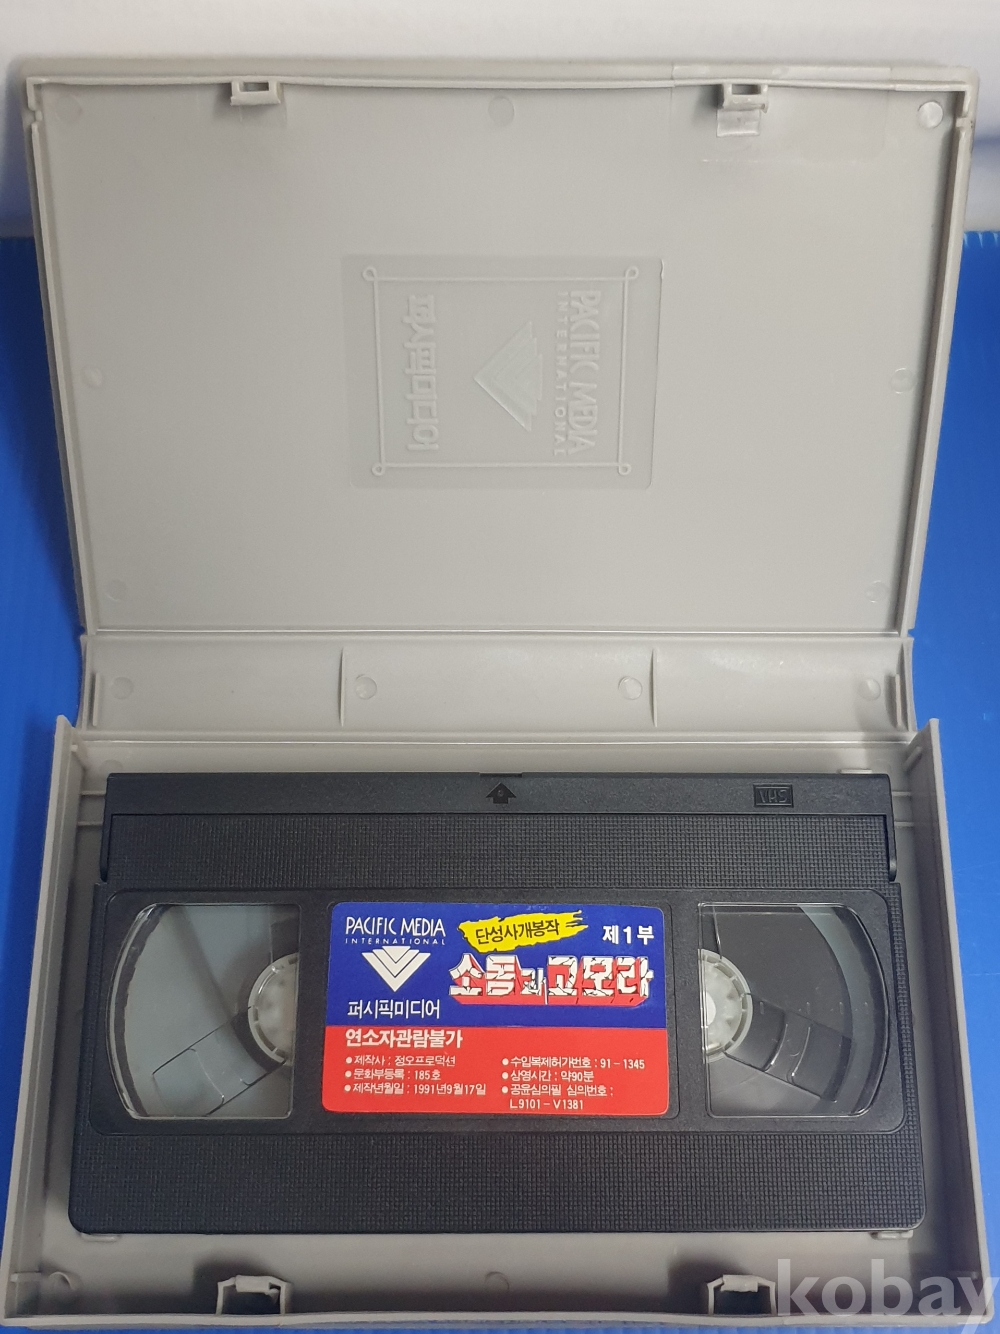 PACIFIC MEDIA
INTERNATIONAL
퍼시픽미디어
VHS
PACIFIC MEDIA
INTERNATIONAL
퍼시픽미디어
단성사개봉작
제1부
소돔과고모라
연소자관람불가
● 제작사 : 정오프로덕션
● 문화부등록 : 185호
● 제작년월일 : 1991년9월17일
● 수입복제허가번호 : 91-1345
● 상영시간 : 약90분
● 공윤심의필 심의번호 :
L9101-V1381
kobay